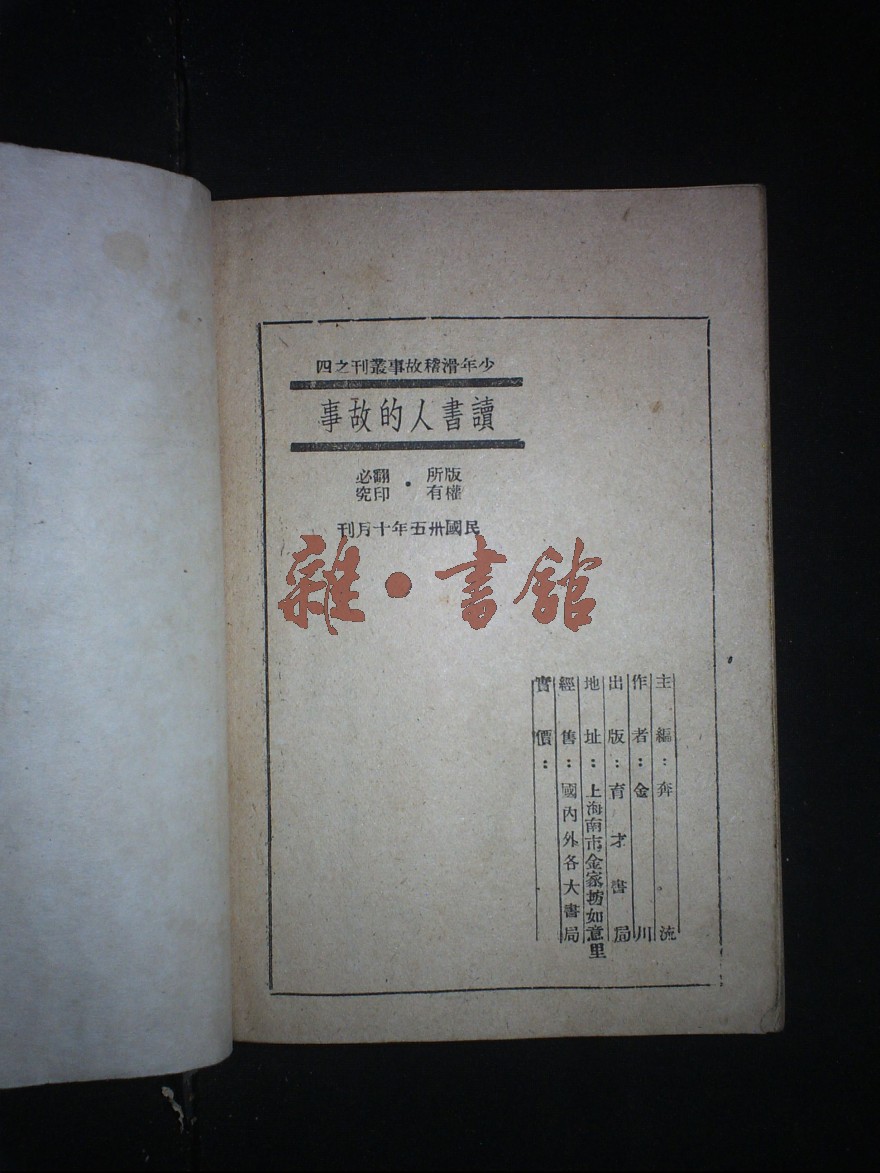 少年滑稽故事叢刊之四
讀書人的故事
版權所有・翻印必究
民國卅五年十月刊
雜・書館
主編：奔流
作者：金川
出版：育才書局
地址：上海南市金家坊如意里
經售：國內外各大書局
實價：